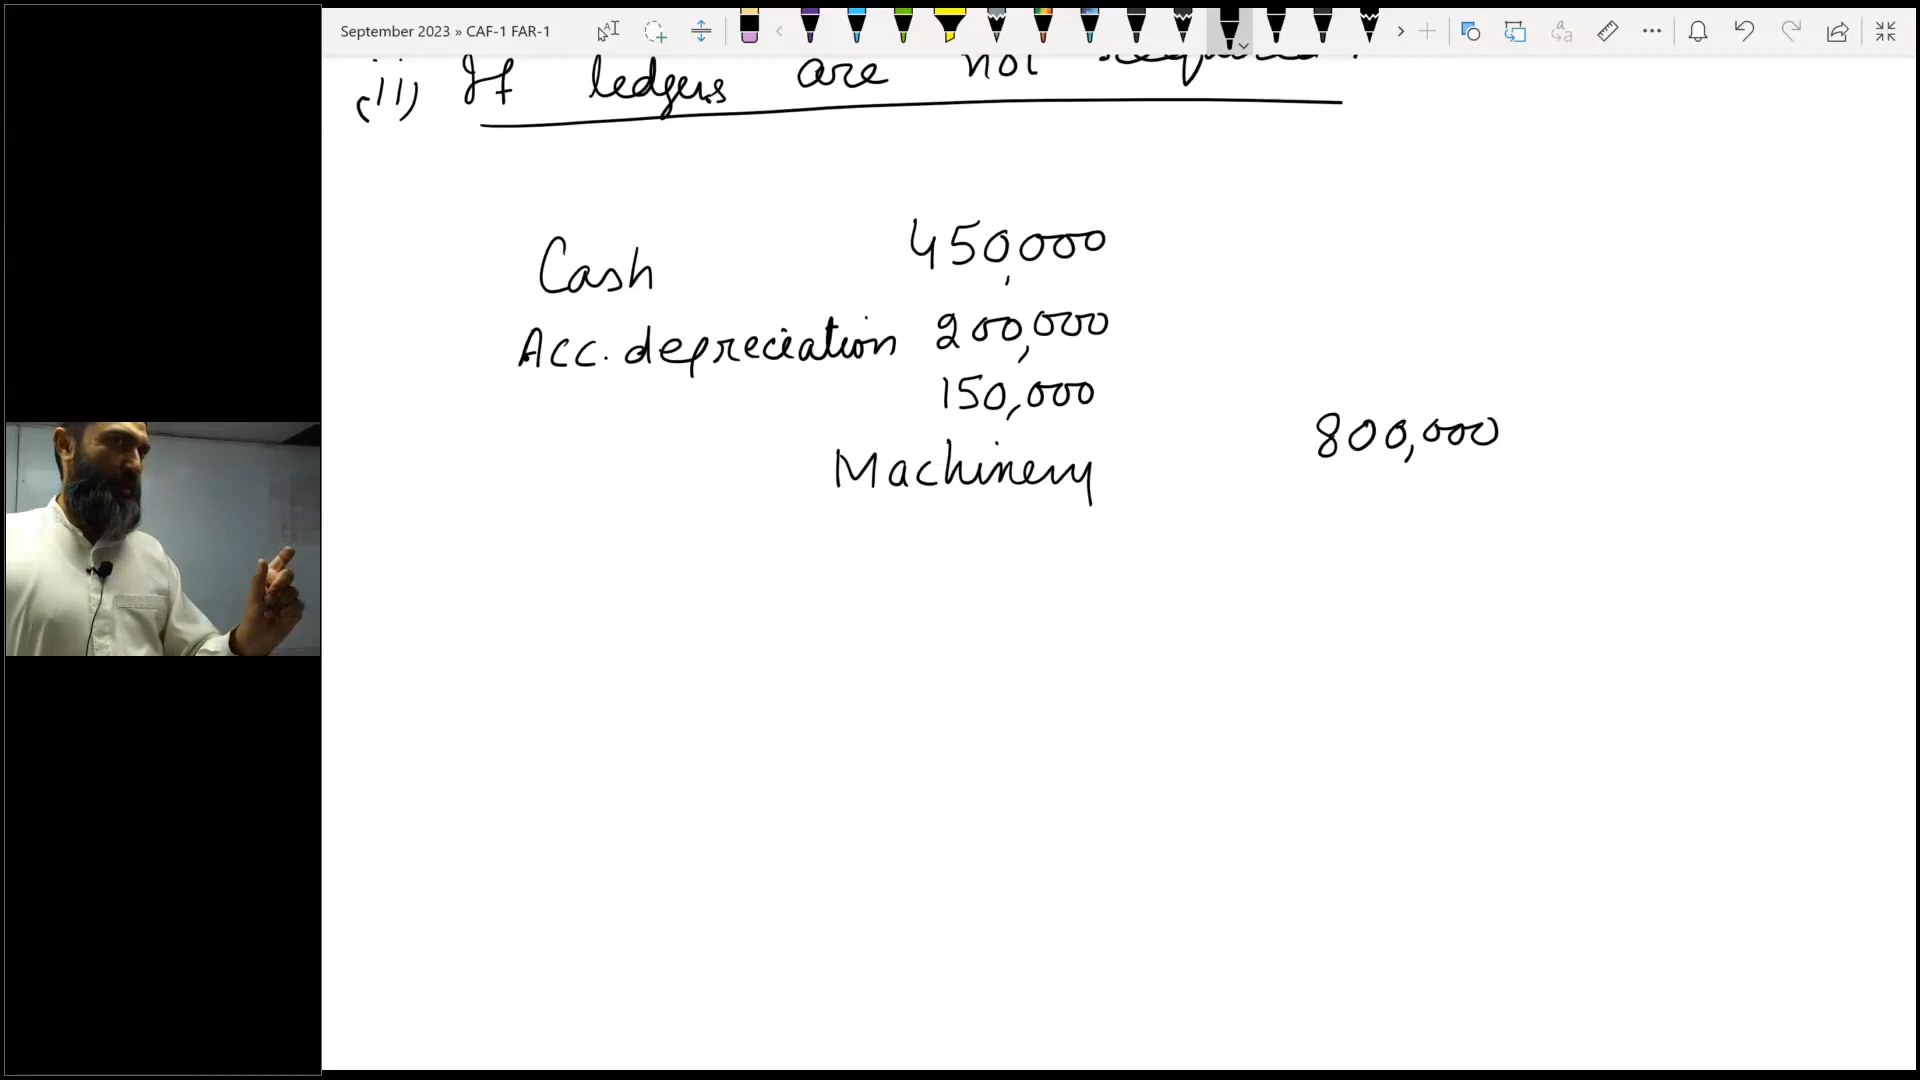 September 2023 » CAF-1 FAR-1
(ii) If ledgers are not required.
Cash 450,000
Acc. depreciation 200,000
150,000
Machinery 800,000